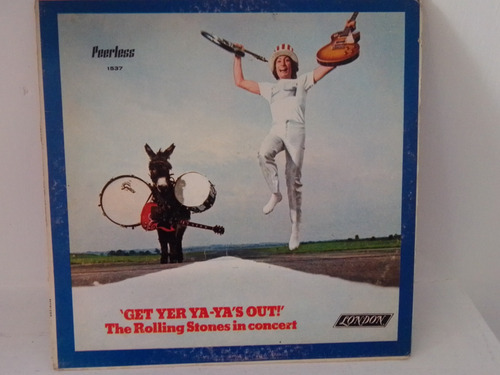 Peerless
1537
'GET YER YA-YA'S OUT!'
The Rolling Stones in concert
LONDON